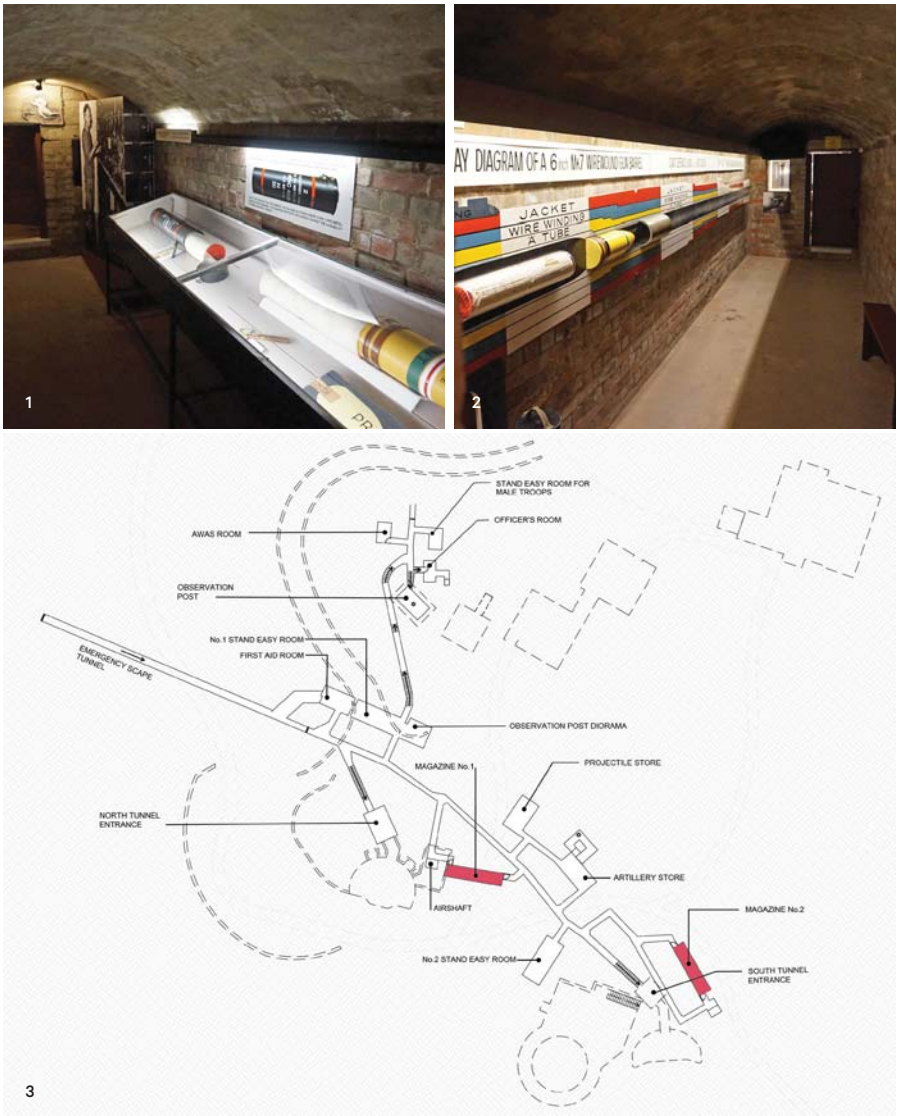 1
AY DIAGRAM OF A 6 inch MK7 WIREWOUND GUN BARREL
JACKET
WIRE WINDING
A TUBE
JACKET
2
STAND EASY ROOM FOR
MALE TROOPS
OFFICER'S ROOM
AWAS ROOM
OBSERVATION
POST
No.1 STAND EASY ROOM
FIRST AID ROOM
EMERGENCY SCAPE
TUNNEL
OBSERVATION POST DIORAMA
MAGAZINE No.1
PROJECTILE STORE
NORTH TUNNEL
ENTRANCE
ARTILLERY STORE
AIRSHAFT
MAGAZINE No.2
No.2 STAND EASY ROOM
SOUTH TUNNEL
ENTRANCE
3